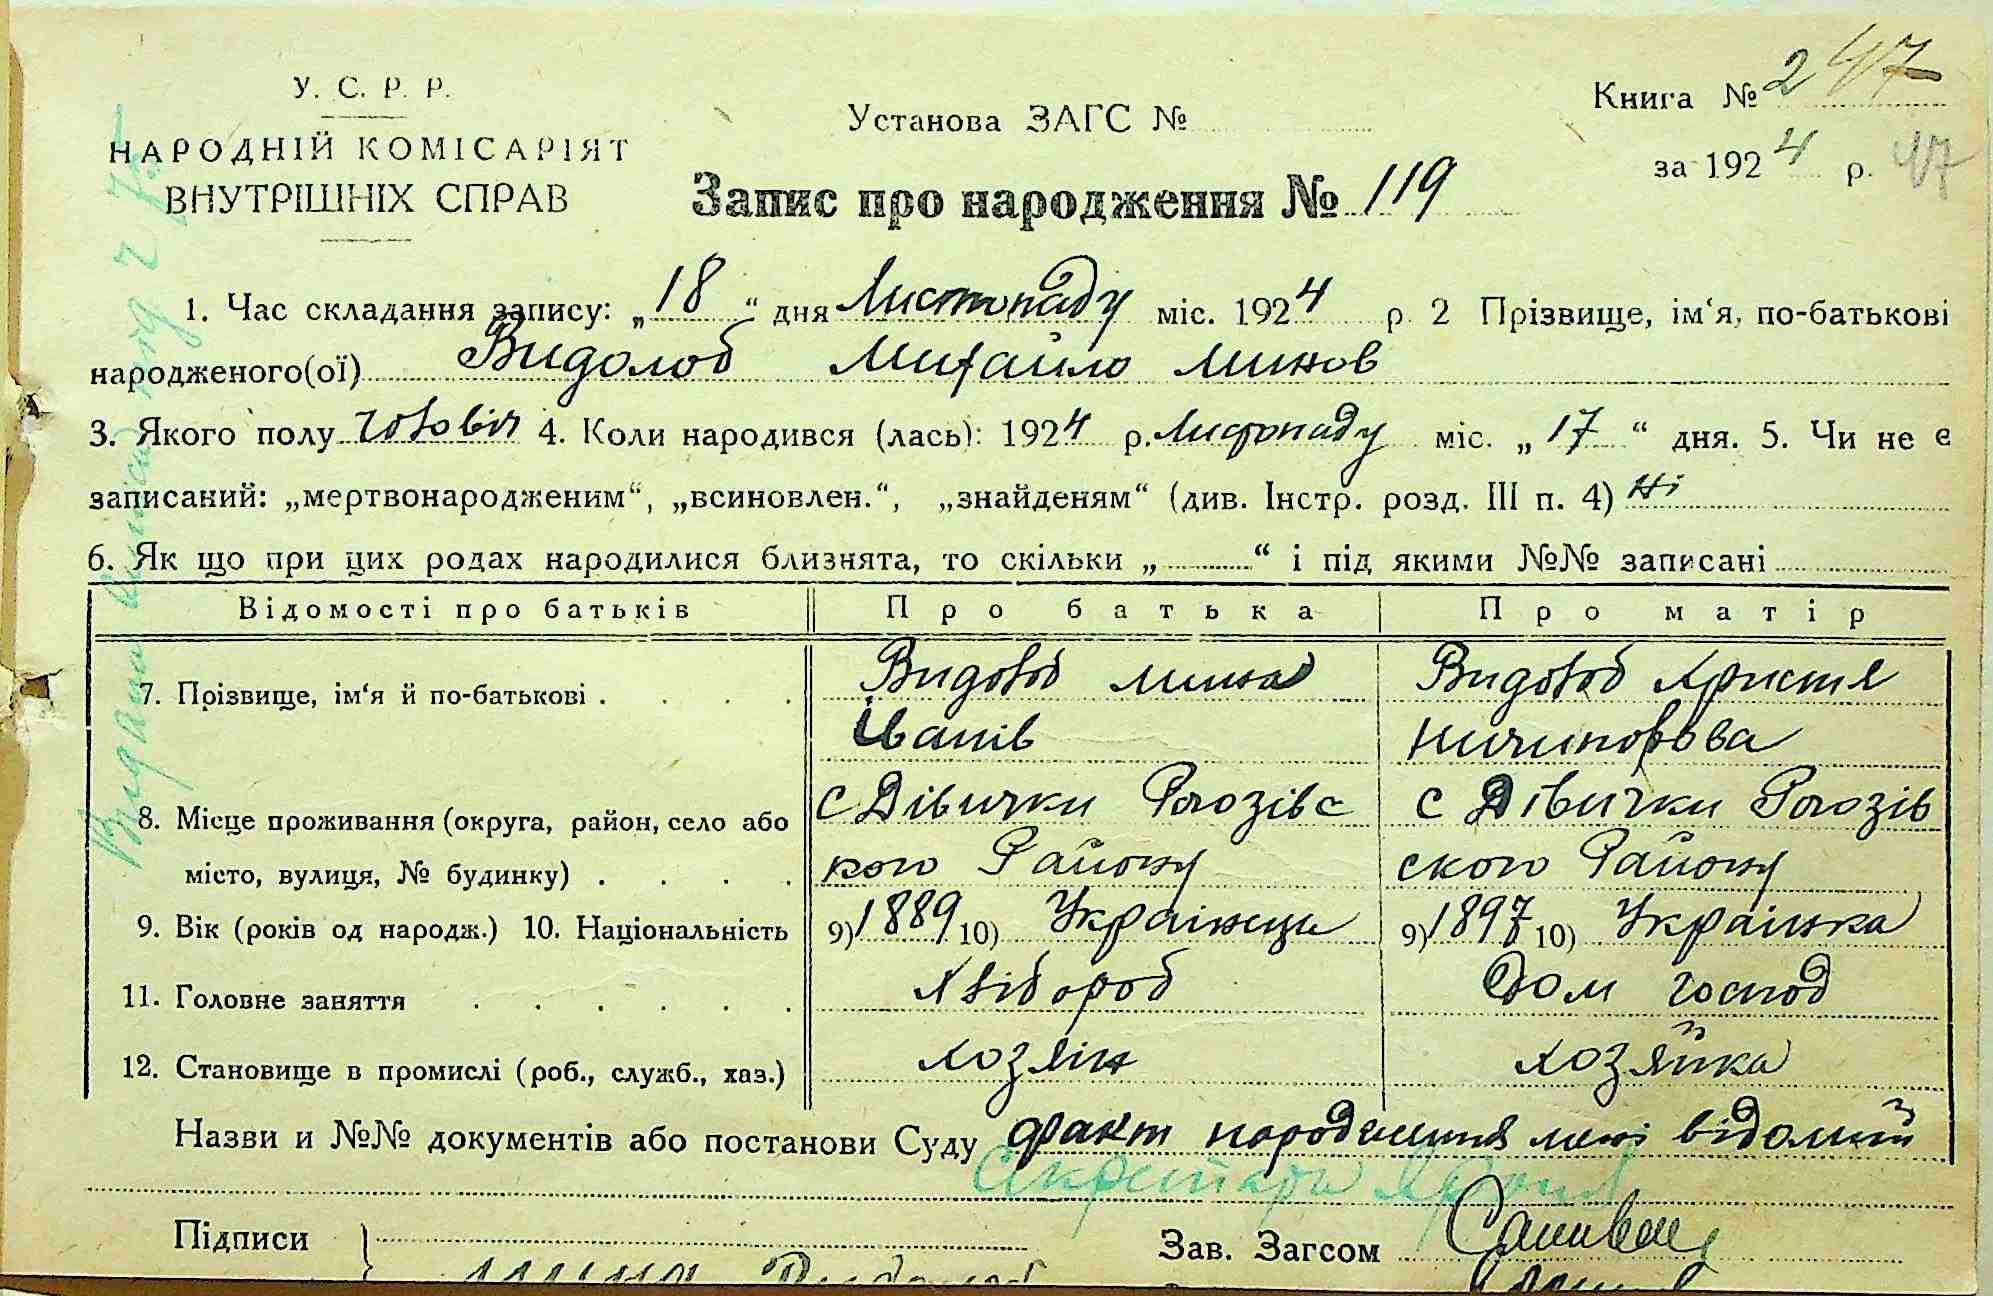 У. С. Р. Р.
НАРОДНІЙ КОМІСАРІЯТ
ВНУТРІШНІХ СПРАВ
Установа ЗАГС №
Книга № 247
за 1924 р. 47
Запис про народження № 119
1. Час складання запису: „18“ дня Листопаду міс. 1924 р. 2 Прізвище, ім‘я, по-батькові
народженого(ої) Видолоб Михайло Минов
3. Якого полу чоловіч 4. Коли народився (лась): 1924 р. Листопаду міс. „17“ дня. 5. Чи не є
записаний: „мертвонародженим“, „всиновлен.“, „знайденям“ (див. Інстр. розд. III п. 4) Ні
6. Як що при цих родах народилися близнята, то скільки „ “ і під якими №№ записані
Відомості про батьків Про батька Про матір
7. Прізвище, ім‘я й по-батькові . . . . Видолоб Мина Видолоб Христя
Іванів Ничипорова
8. Місце проживання (округа, район, село або с Дівички Рогозівс с Дівички Рогозів
місто, вулиця, № будинку) . . . . кого Району ского Району
9. Вік (років од народж.) 10. Національність 9) 1889 10) Українець 9) 1897 10) Українка
11. Головне заняття . . . . . . Хлібороб Дом господ
12. Становище в промислі (роб., служб., хаз.) хозяїн хозяйка
Назви и №№ документів або постанови Суду факт народження мені відомий
Секретарь
Підписи
Зав. Загсом
Мина Видолоб